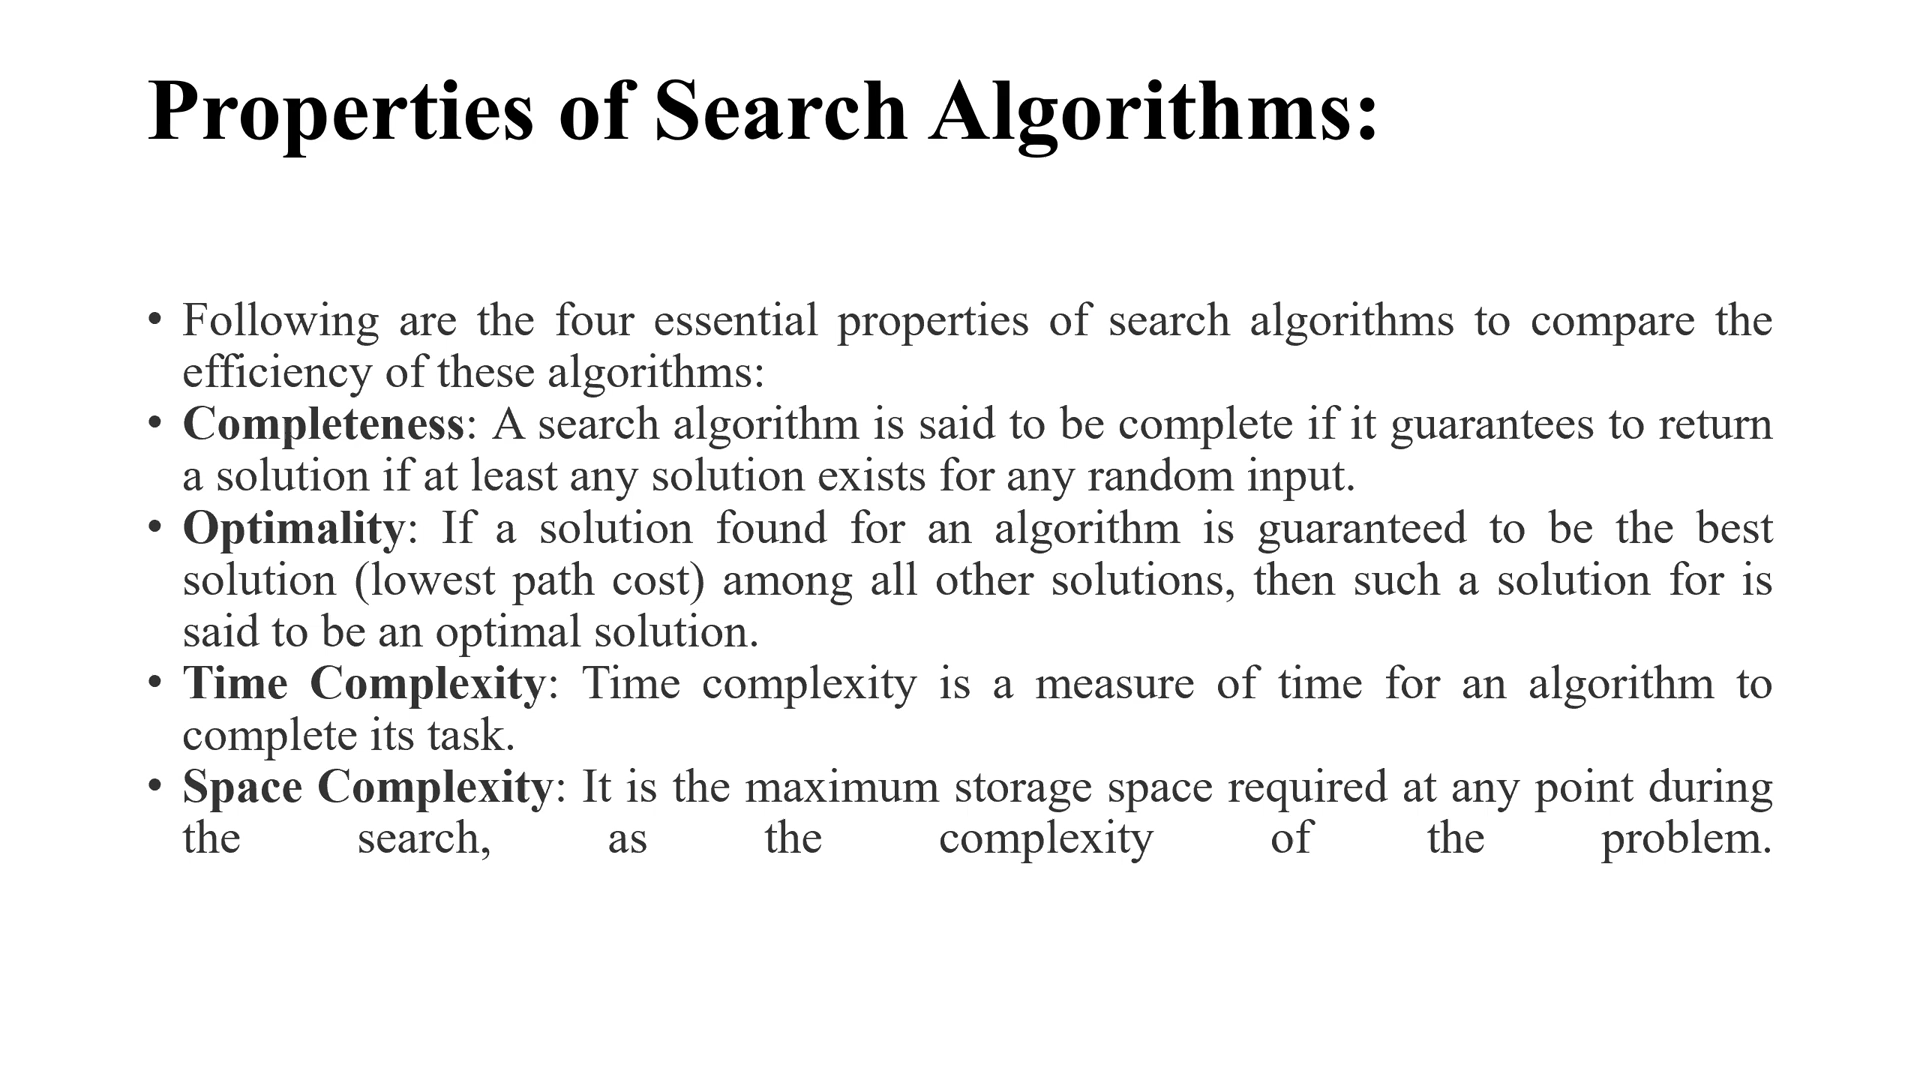 Properties of Search Algorithms:
• Following are the four essential properties of search algorithms to compare the
efficiency of these algorithms:
• Completeness: A search algorithm is said to be complete if it guarantees to return
a solution if at least any solution exists for any random input.
• Optimality: If a solution found for an algorithm is guaranteed to be the best
solution (lowest path cost) among all other solutions, then such a solution for is
said to be an optimal solution.
• Time Complexity: Time complexity is a measure of time for an algorithm to
complete its task.
• Space Complexity: It is the maximum storage space required at any point during
the search, as the complexity of the problem.